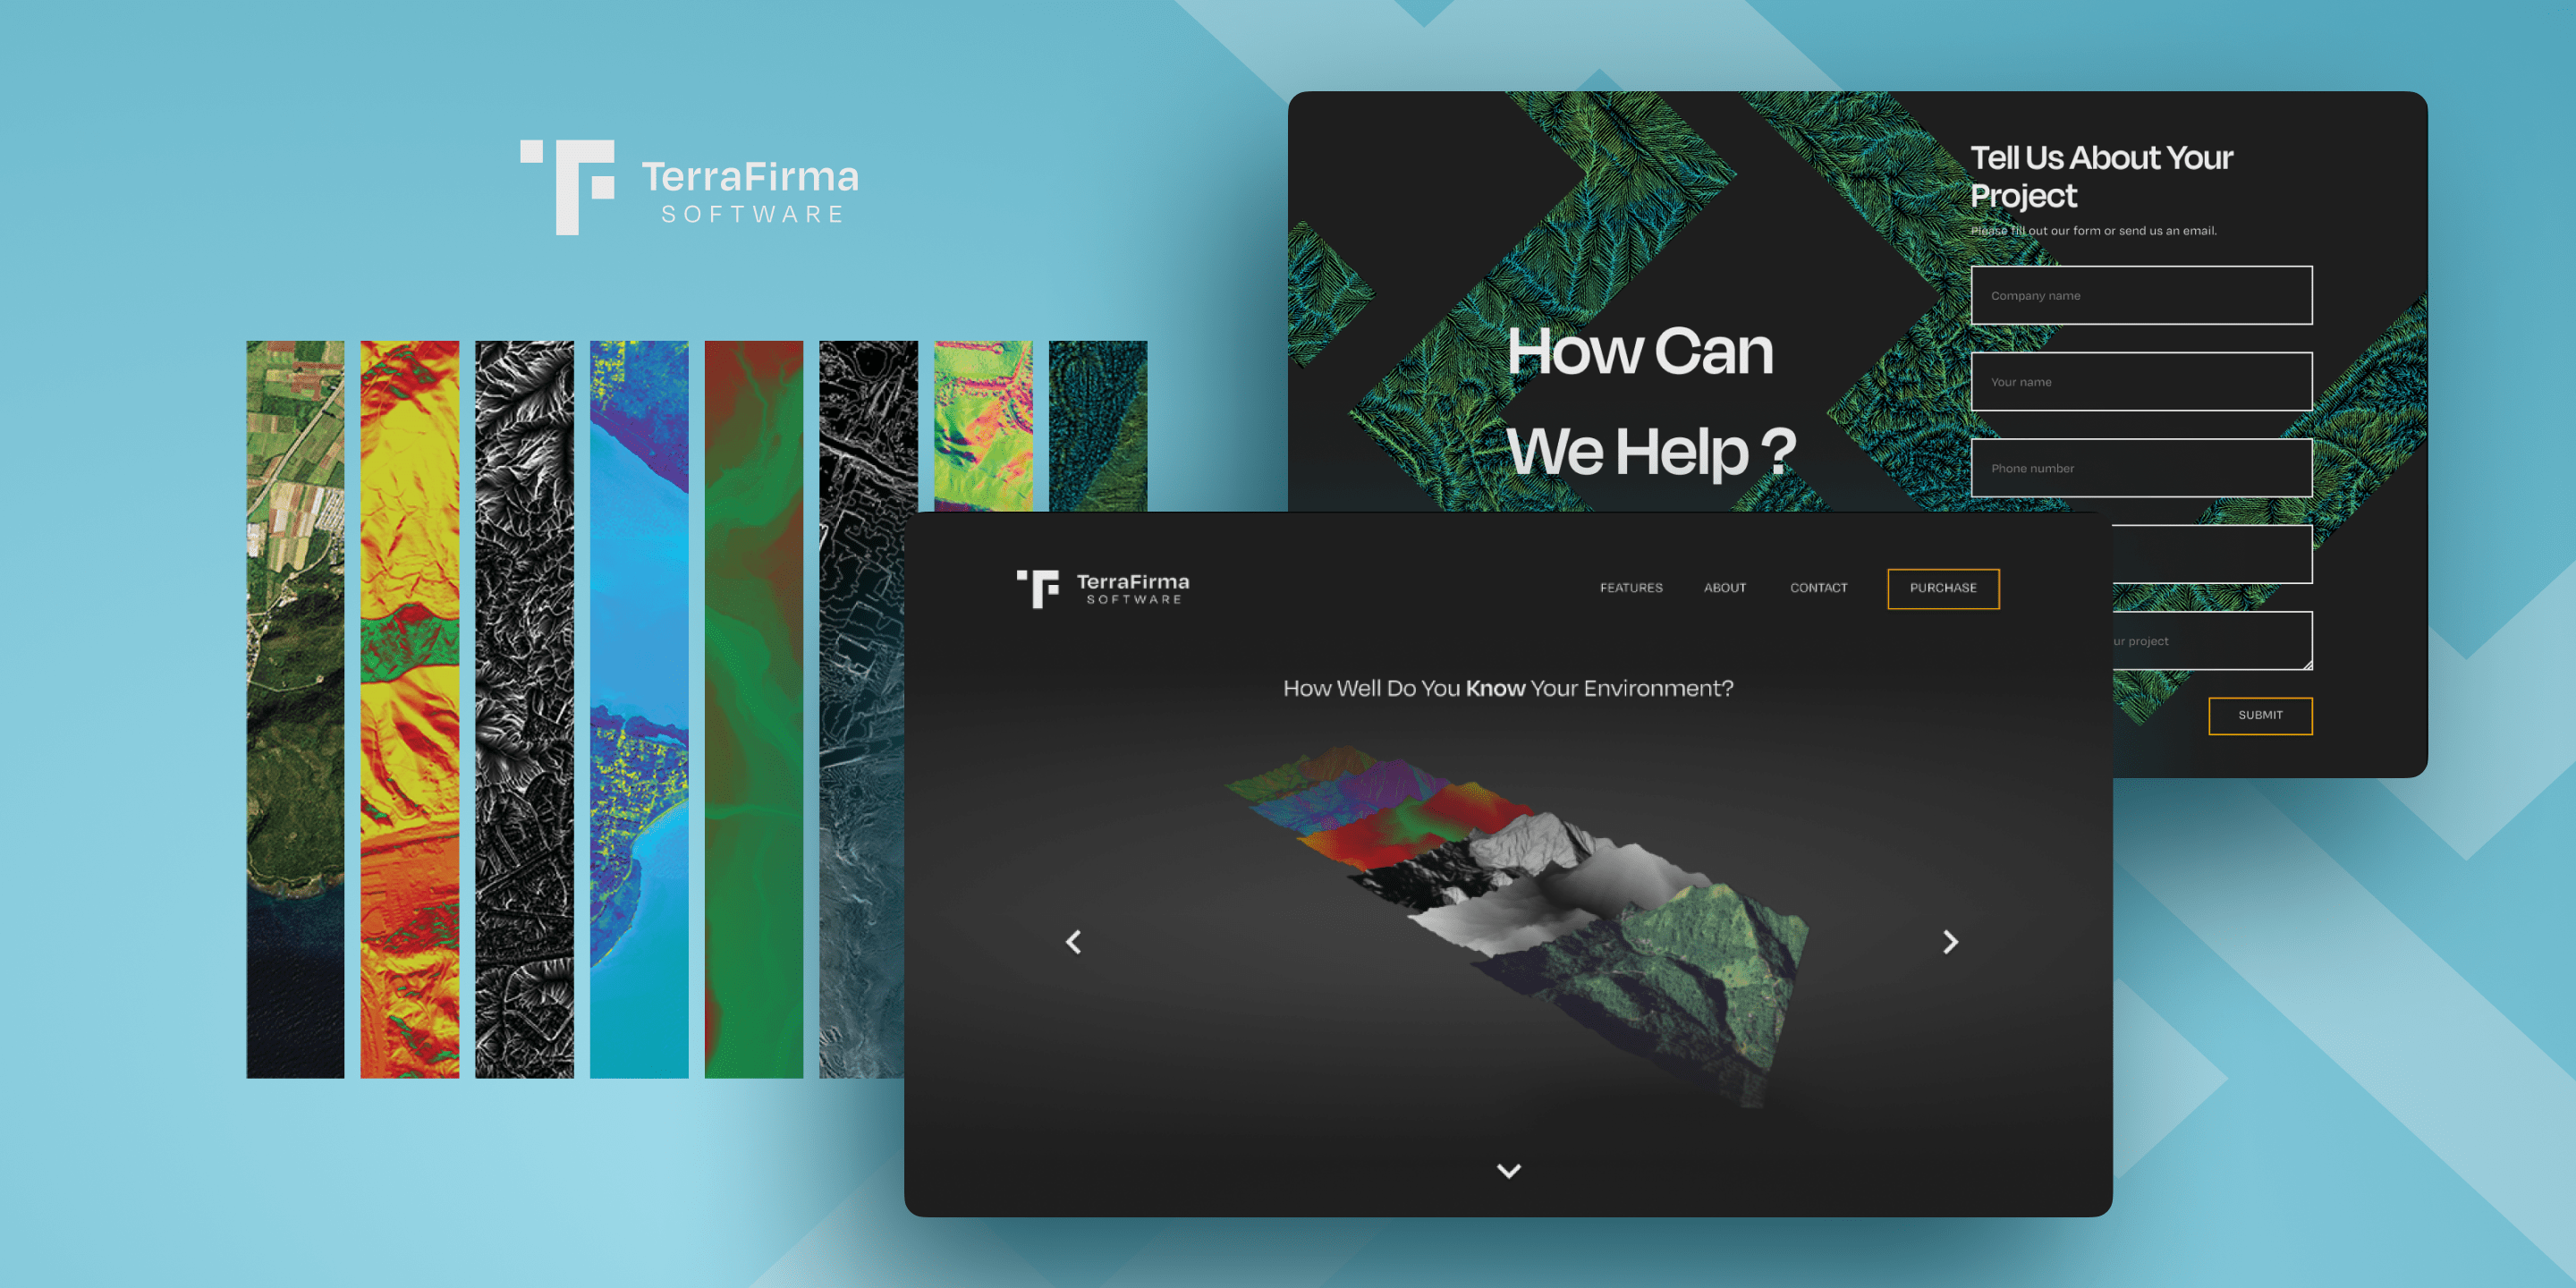 TerraFirma
SOFTWARE
Tell Us About Your
Project
Please fill out our form or send us an email.
Company name
Your name
Phone number
How Can
We Help ?
project
SUBMIT
TerraFirma
SOFTWARE
FEATURES
ABOUT
CONTACT
PURCHASE
How Well Do You Know Your Environment?